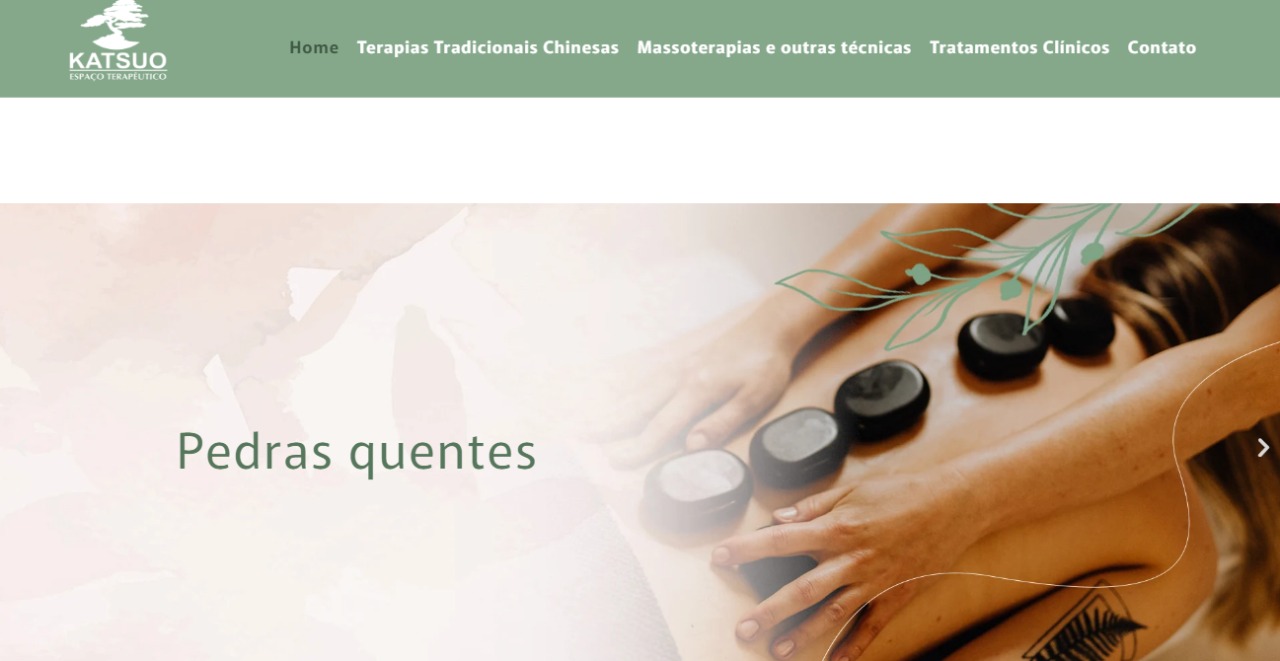 KATSUO
ESPAÇO TERAPÊUTICO
Home Terapias Tradicionais Chinesas Massoterapias e outras técnicas Tratamentos Clínicos Contato
Pedras quentes